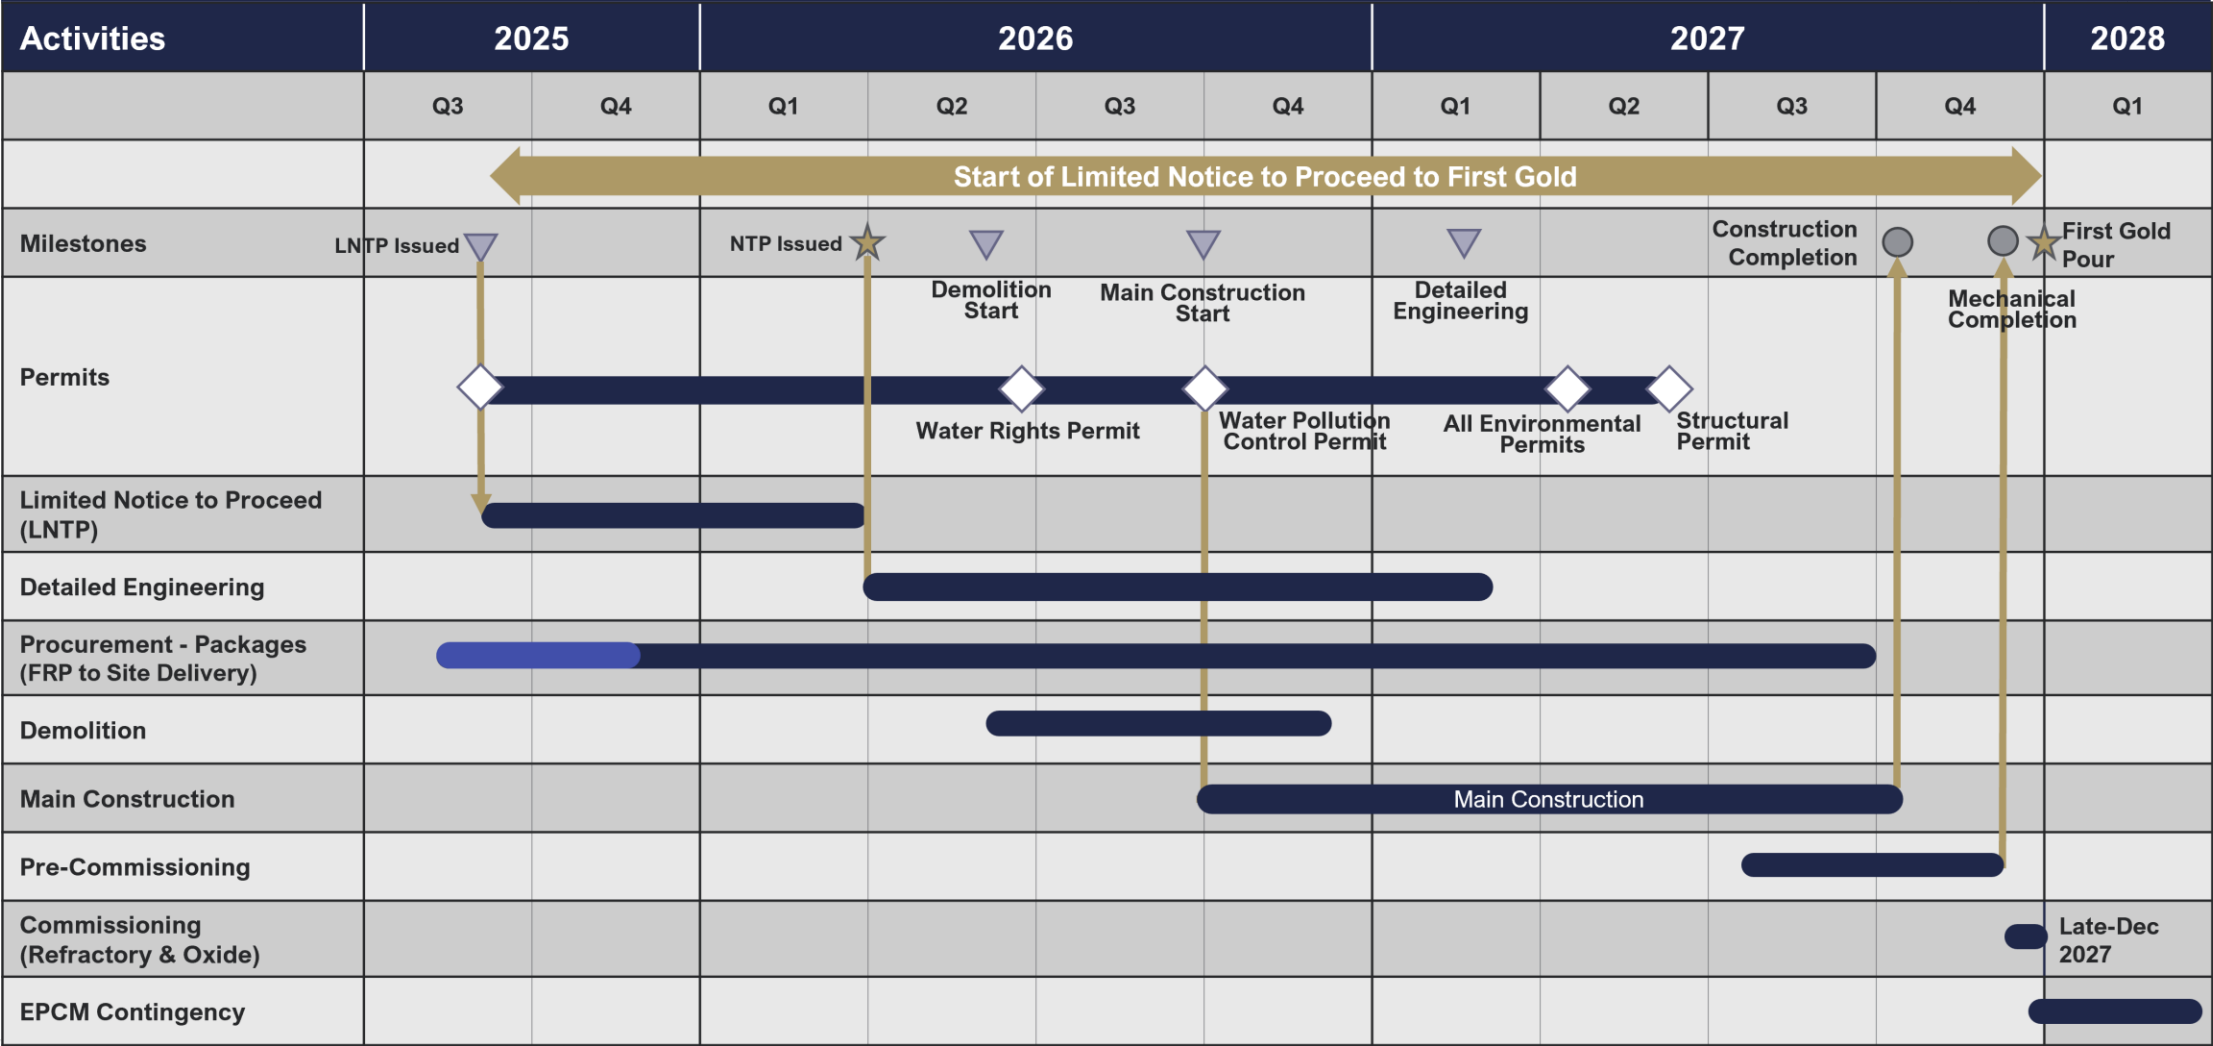 Activities 2025 2026 2027 2028
Q3 Q4 Q1 Q2 Q3 Q4 Q1 Q2 Q3 Q4 Q1
Start of Limited Notice to Proceed to First Gold
Milestones
LNTP Issued
NTP Issued
Demolition
Start
Main Construction
Start
Detailed
Engineering
Construction
Completion
Mechanical
Completion
First Gold
Pour
Permits
Water Rights Permit
Water Pollution
Control Permit
All Environmental
Permits
Structural
Permit
Limited Notice to Proceed
(LNTP)
Detailed Engineering
Procurement - Packages
(FRP to Site Delivery)
Demolition
Main Construction
Main Construction
Pre-Commissioning
Commissioning
(Refractory & Oxide)
Late-Dec
2027
EPCM Contingency